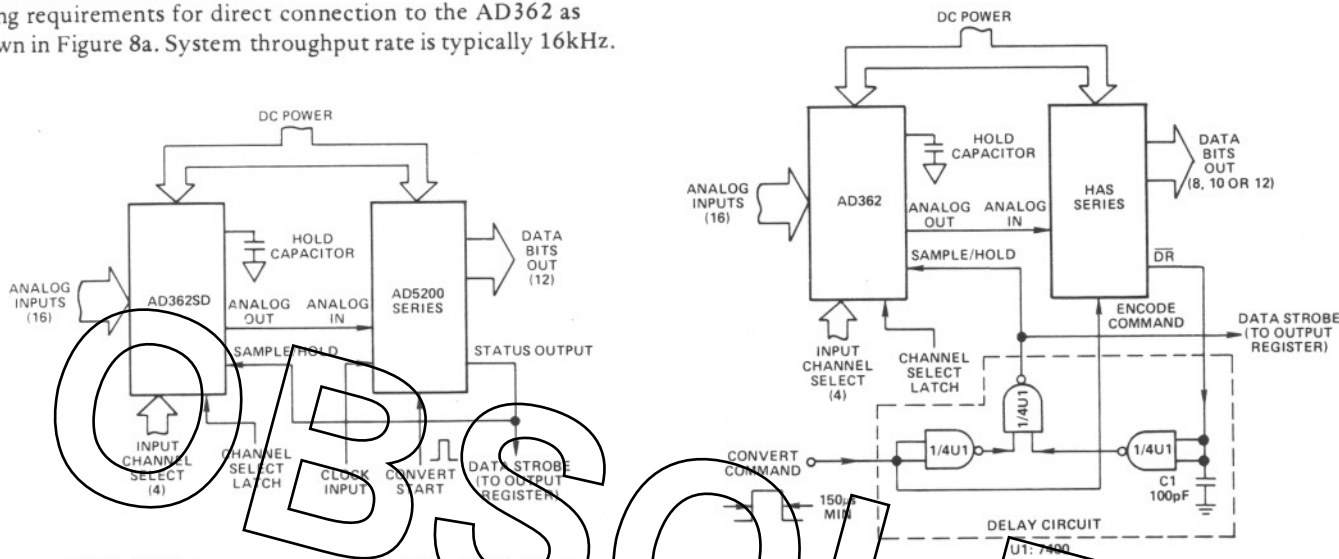 ng requirements for direct connection to the AD362 as
wn in Figure 8a. System throughput rate is typically 16kHz.
DC POWER
ANALOG
INPUTS
(16)
AD362SD
HOLD
CAPACITOR
ANALOG
OUT
ANALOG
IN
AD5200
SERIES
DATA
BITS
OUT
(12)
SAMPLE/HOLD
STATUS OUTPUT
INPUT
CHANNEL
SELECT
(4)
CHANNEL
SELECT
LATCH
CLOCK
INPUT
CONVERT
START
DATA STROBE
(TO OUTPUT
REGISTER)
DC POWER
ANALOG
INPUTS
(16)
AD362
HOLD
CAPACITOR
ANALOG
OUT
ANALOG
IN
HAS
SERIES
DATA
BITS
OUT
(8, 10 OR 12)
SAMPLE/HOLD
DR
ENCODE
COMMAND
DATA STROBE
(TO OUTPUT
REGISTER)
INPUT
CHANNEL
SELECT
(4)
CHANNEL
SELECT
LATCH
1/4U1
CONVERT
COMMAND
1/4U1
1/4U1
C1
100pF
150µs
MIN
DELAY CIRCUIT
U1: 7400
OBSOL